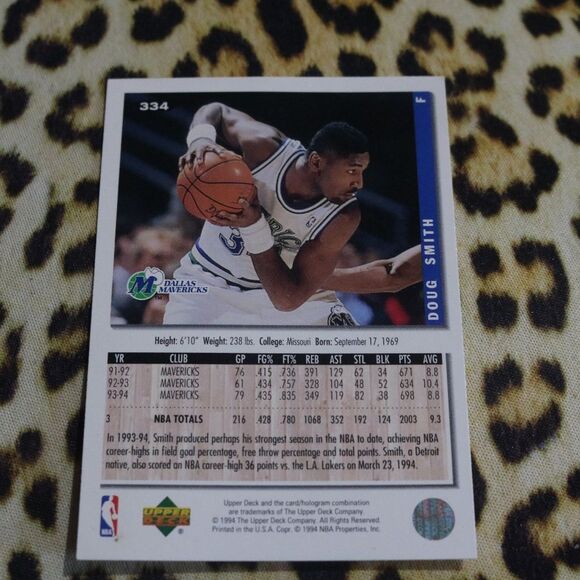 334
F
DOUG SMITH
M
DALLAS
MAVERICKS
Height: 6'10" Weight: 238 lbs. College: Missouri Born: September 17, 1969
YR CLUB GP FG% FT% REB AST STL BLK PTS AVG
91-92 MAVERICKS 76 .415 .736 391 129 62 34 671 8.8
92-93 MAVERICKS 61 .434 .757 328 104 48 52 634 10.4
93-94 MAVERICKS 79 .435 .835 349 119 82 38 698 8.8
3 NBA TOTALS 216 .428 .780 1068 352 192 124 2003 9.3
In 1993-94, Smith produced perhaps his strongest season in the NBA to date, achieving NBA
career-highs in field goal percentage, free throw percentage and total points. Smith, a Detroit
native, also scored an NBA career-high 36 points vs. the L.A. Lakers on March 23, 1994.
NBA
UPPER
DECK
Upper Deck and the card/hologram combination
are trademarks of The Upper Deck Company.
© 1994 The Upper Deck Company. All Rights Reserved.
Printed in the U.S.A. Copr. © 1994 NBA Properties, Inc.